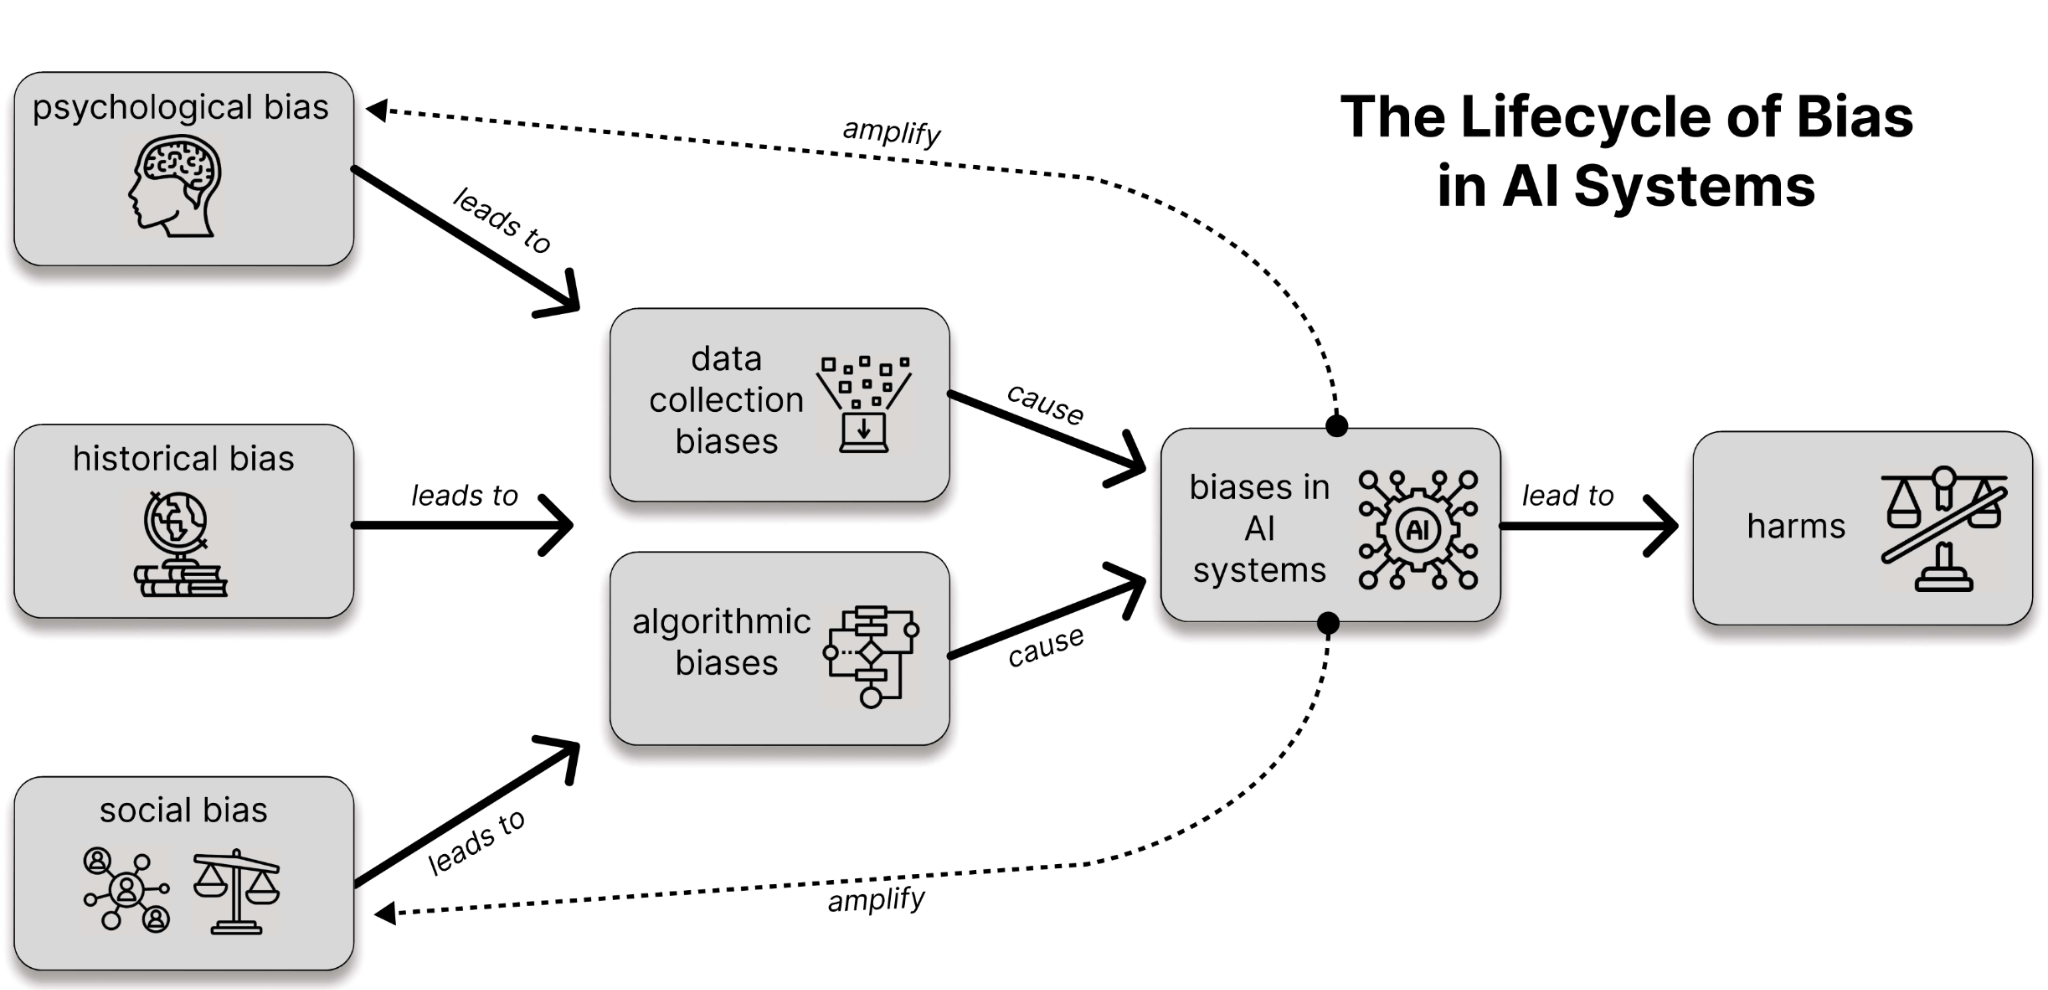 The Lifecycle of Bias
in AI Systems
psychological bias
amplify
leads to
data
collection
biases
cause
historical bias
leads to
biases in
AI
systems
AI
lead to
harms
algorithmic
biases
cause
social bias
leads to
amplify